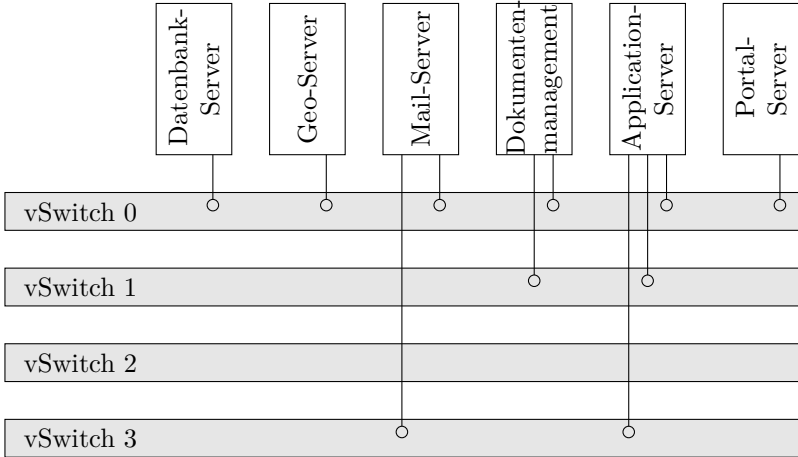 Datenbank-
Server
Geo-Server
Mail-Server
Dokumenten-
management
Application-
Server
Portal-
Server
vSwitch 0
vSwitch 1
vSwitch 2
vSwitch 3